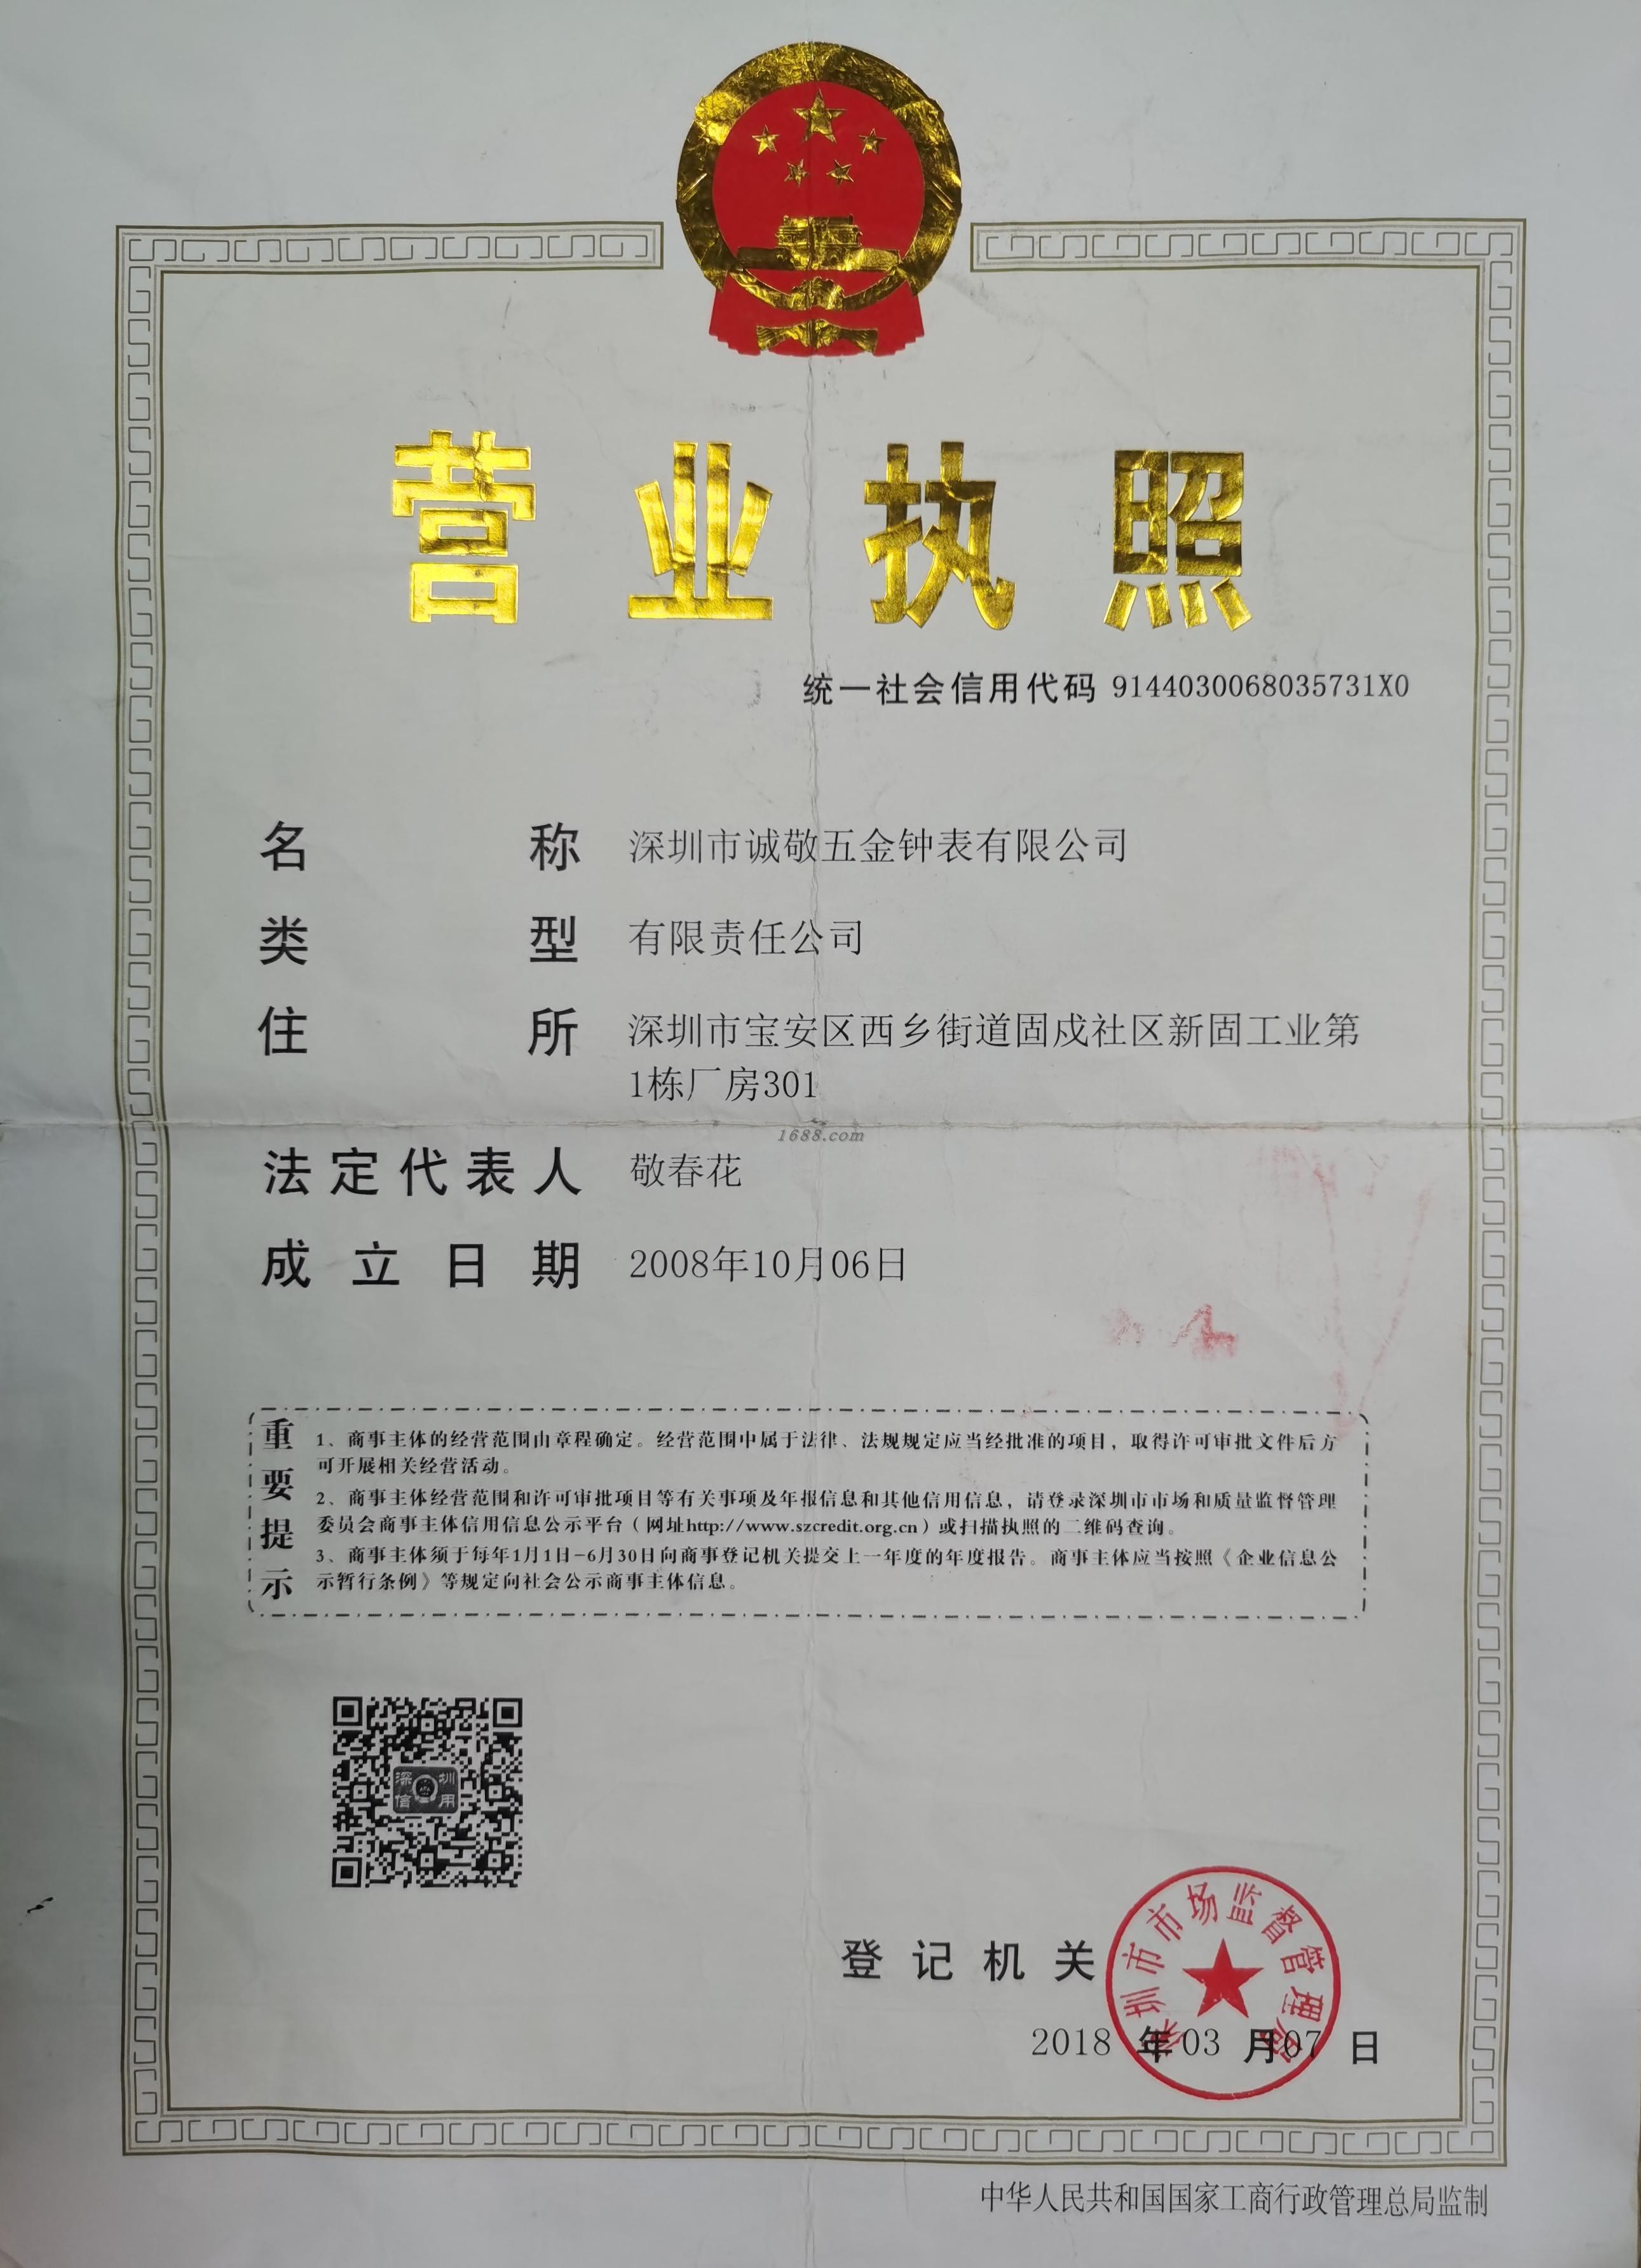 营业执照
统一社会信用代码 9144030068035731X0
名称 深圳市诚敬五金钟表有限公司
类型 有限责任公司
住所 深圳市宝安区西乡街道固戍社区新固工业第
1栋厂房301
1688.com
法定代表人 敬春花
成立日期 2008年10月06日
重要提示
1、商事主体的经营范围由章程确定。经营范围中属于法律、法规规定应当经批准的项目，取得许可审批文件后方
可开展相关经营活动。
2、商事主体经营范围和许可审批项目等有关事项及年报信息和其他信用信息，请登录深圳市市场和质量监督管理
委员会商事主体信用信息公示平台（网址http://www.szcredit.org.cn）或扫描执照的二维码查询。
3、商事主体须于每年1月1日-6月30日向商事登记机关提交上一年度的年度报告。商事主体应当按照《企业信息公
示暂行条例》等规定向社会公示商事主体信息。
深圳
信用
登记机关
深圳市市场监督管理局
2018 年 03 月 07 日
中华人民共和国国家工商行政管理总局监制